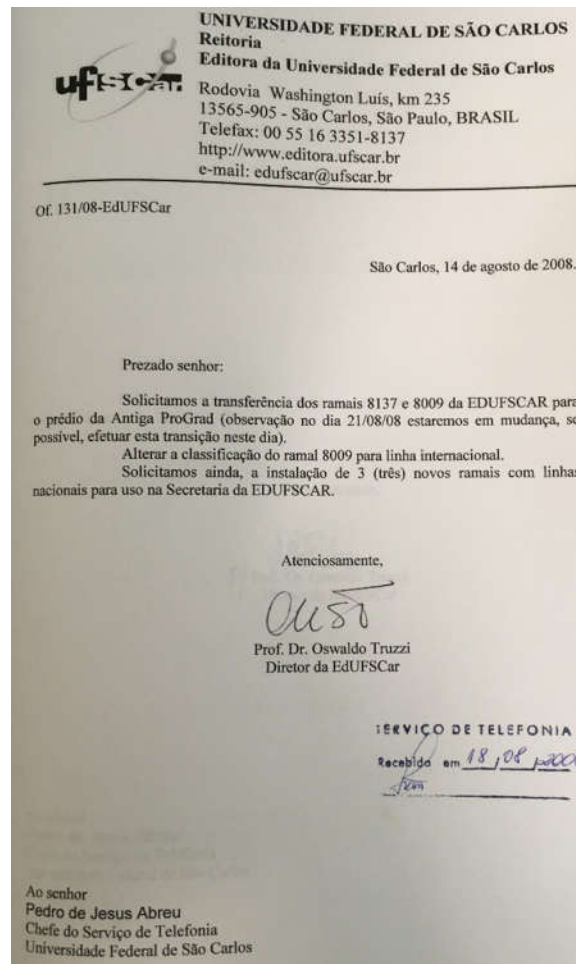 UNIVERSIDADE FEDERAL DE SÃO CARLOS
Reitoria
Editora da Universidade Federal de São Carlos
ufscar
Rodovia Washington Luís, km 235
13565-905 - São Carlos, São Paulo, BRASIL
Telefax: 00 55 16 3351-8137
http://www.editora.ufscar.br
e-mail: edufscar@ufscar.br
Of. 131/08-EdUFSCar
São Carlos, 14 de agosto de 2008.
Prezado senhor:
Solicitamos a transferência dos ramais 8137 e 8009 da EDUFSCAR para
o prédio da Antiga ProGrad (observação no dia 21/08/08 estaremos em mudança, se
possível, efetuar esta transição neste dia).
Alterar a classificação do ramal 8009 para linha internacional.
Solicitamos ainda, a instalação de 3 (três) novos ramais com linhas
nacionais para uso na Secretaria da EDUFSCAR.
Atenciosamente,
Prof. Dr. Oswaldo Truzzi
Diretor da EdUFSCar
SERVIÇO DE TELEFONIA
Recebido em 18 / 08 /
Ao senhor
Pedro de Jesus Abreu
Chefe do Serviço de Telefonia
Universidade Federal de São Carlos